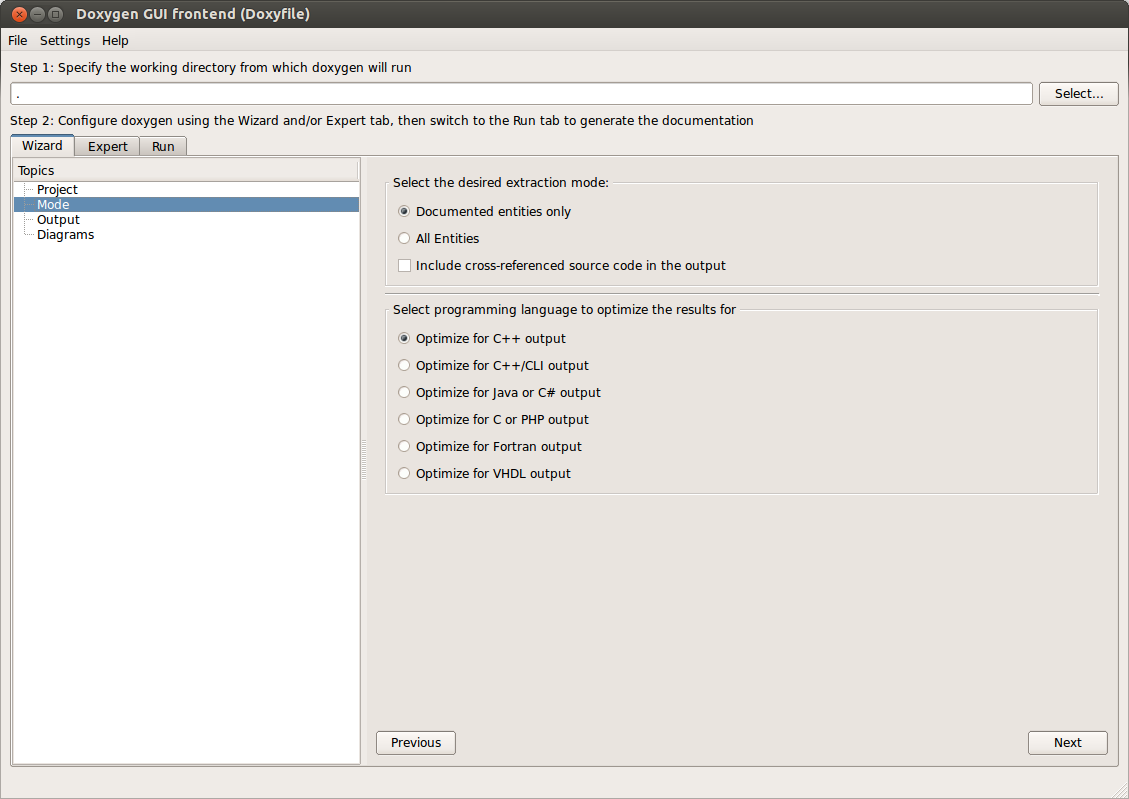 Doxygen GUI frontend (Doxyfile)
File Settings Help
Step 1: Specify the working directory from which doxygen will run
.
Select...
Step 2: Configure doxygen using the Wizard and/or Expert tab, then switch to the Run tab to generate the documentation
Wizard Expert Run
Topics
Project
Mode
Output
Diagrams
Select the desired extraction mode:
Documented entities only
All Entities
Include cross-referenced source code in the output
Select programming language to optimize the results for
Optimize for C++ output
Optimize for C++/CLI output
Optimize for Java or C# output
Optimize for C or PHP output
Optimize for Fortran output
Optimize for VHDL output
Previous
Next